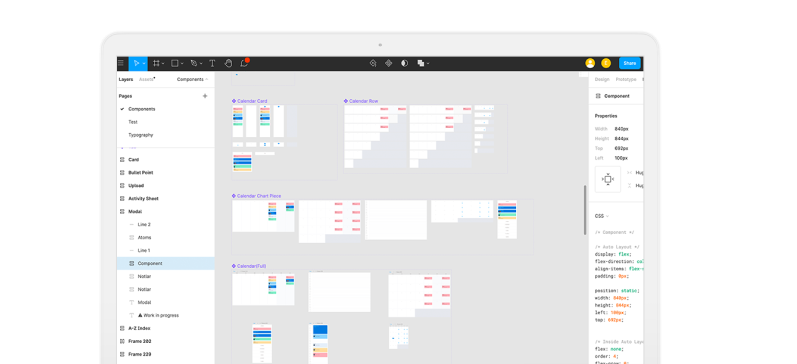 Share
Layers
Assets
Components
Design
Prototype
Pages
Components
Test
Typography
Card
Bullet Point
Upload
Activity Sheet
Modal
Line 2
Atoms
Line 1
Component
Notlar
Notlar
Modal
Work in progress
A-Z Index
Frame 282
Frame 229
Calendar Card
Calendar Row
Calendar Chart Piece
Calendar(Full)
Component
Properties
Width 840px
Height 844px
Top 692px
Left 100px
Hug
Hug
CSS
/* Component */
/* Auto Layout */
display: flex;
flex-direction: co
align-items: flex-
padding: 0px;
position: static;
width: 840px;
height: 844px;
left: 100px;
top: 692px;
/* Inside Auto Lay
flex: none;
order: 0;